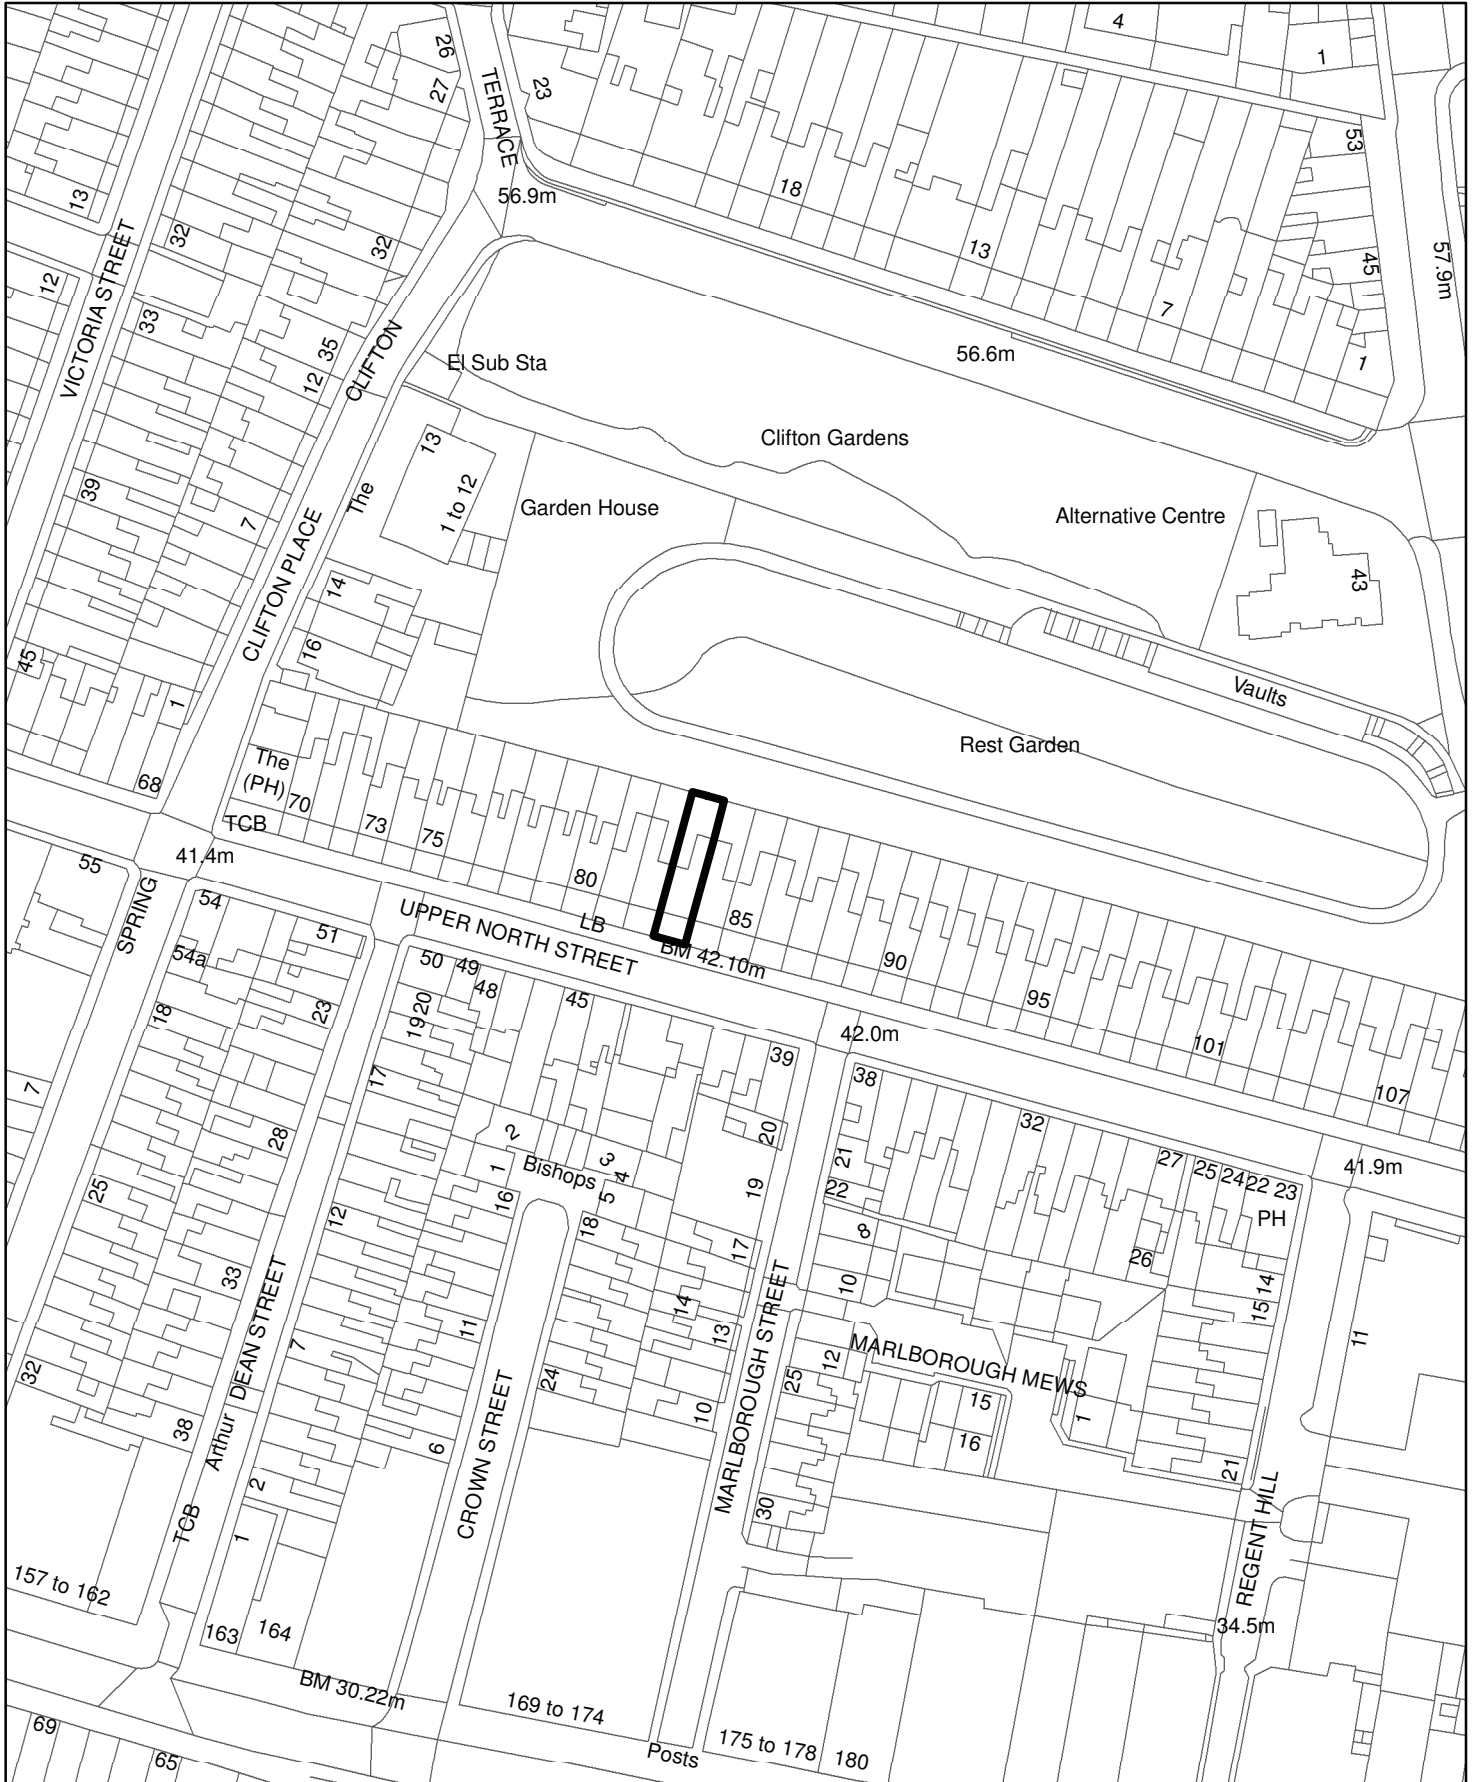 4
1
26
27
TERRACE
23
53
13
18
56.9m
32
32
13
45
57.9m
VICTORIA STREET
12
33
7
35
12
CLIFTON
El Sub Sta
56.6m
1
13
Clifton Gardens
39
The
1 to 12
7
Garden House
Alternative Centre
CLIFTON PLACE
14
43
45
16
1
Vaults
Rest Garden
The
(PH)
68
70
TCB
73
75
41.4m
55
80
SPRING
54
UPPER NORTH STREET
LB
85
51
54a
BM 42.10m
50
49
48
90
45
95
20
19
23
18
42.0m
101
39
7
17
38
107
2
20
32
28
3
1
Bishops
4
21
27
25
24
22
23
41.9m
25
16
5
19
22
12
18
8
PH
17
26
33
10
14
14
15
DEAN STREET
11
MARLBOROUGH STREET
13
7
11
MARLBOROUGH MEWS
12
32
24
25
15
CROWN STREET
10
1
38
Arthur
6
16
21
2
30
REGENT HILL
TCB
1
157 to 162
163
164
34.5m
BM 30.22m
169 to 174
69
65
Posts
175 to 178
180